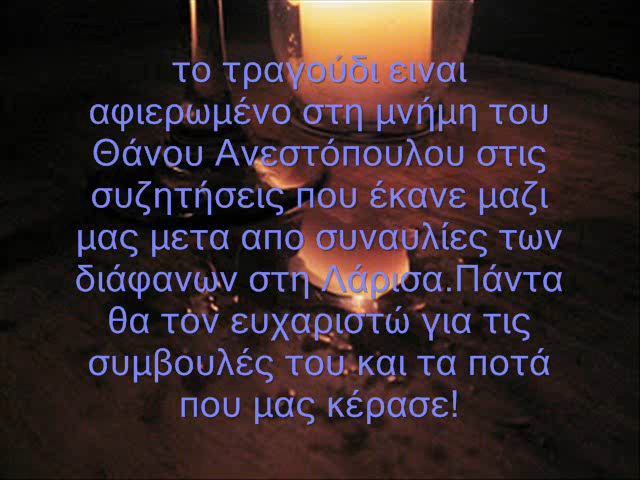 το τραγούδι ειναι
αφιερωμένο στη μνήμη του
Θάνου Ανεστόπουλου στις
συζητήσεις που έκανε μαζι
μας μετα απο συναυλίες των
διάφανων στη Λάρισα.Πάντα
θα τον ευχαριστώ για τις
συμβουλές του και τα ποτά
που μας κέρασε!